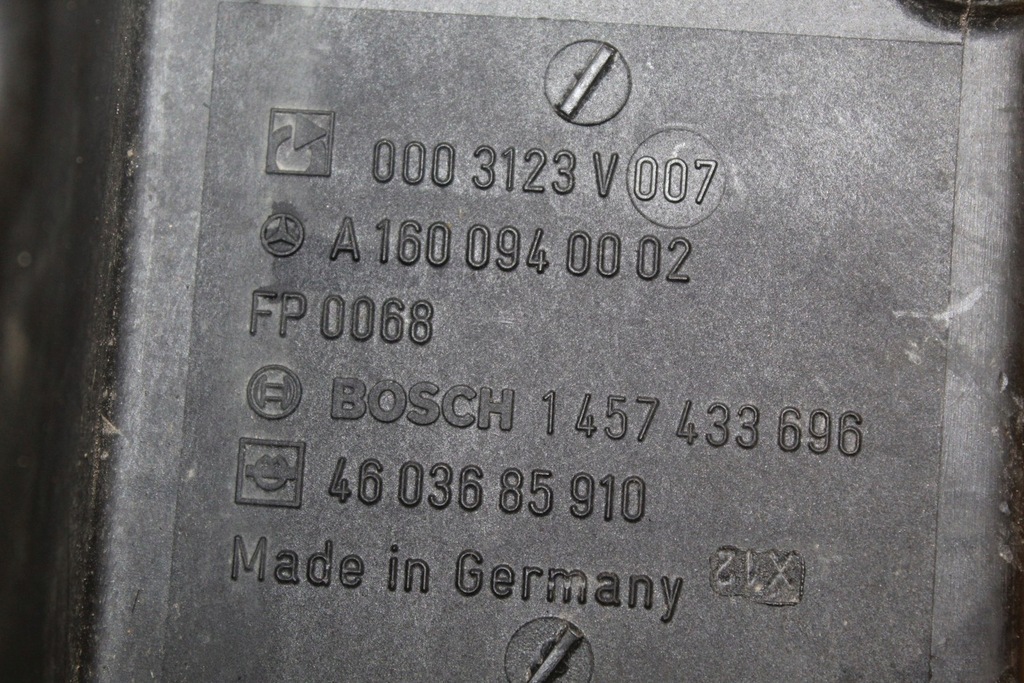 000 3123 V 007
A 160 094 00 02
FP 0068
BOSCH 1 457 433 696
46 036 85 910
Made in Germany